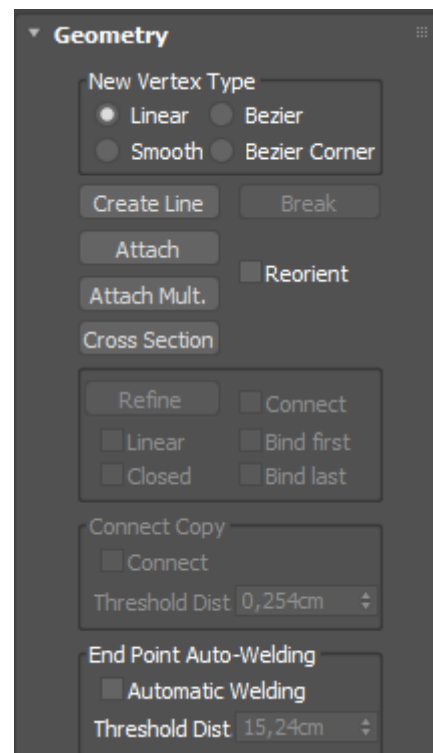 Geometry
New Vertex Type
Linear Bezier
Smooth Bezier Corner
Create Line Break
Attach
Reorient
Attach Mult.
Cross Section
Refine Connect
Linear Bind first
Closed Bind last
Connect Copy
Connect
Threshold Dist 0,254cm
End Point Auto-Welding
Automatic Welding
Threshold Dist 15,24cm